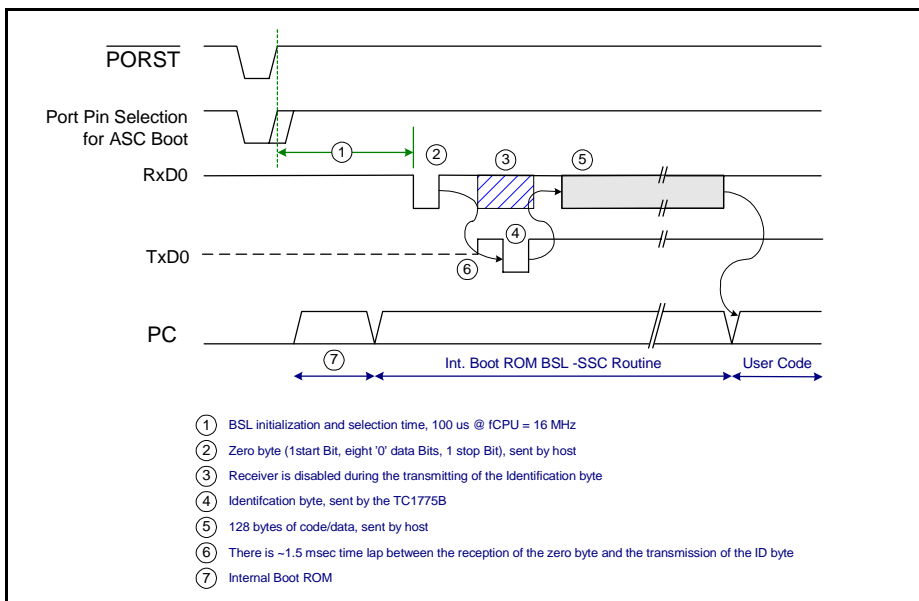 PORST
Port Pin Selection
for ASC Boot
1
2
3
5
RxD0
4
TxD0
6
PC
7
Int. Boot ROM BSL -SSC Routine
User Code
1 BSL initialization and selection time, 100 us @ fCPU = 16 MHz
2 Zero byte (1start Bit, eight '0' data Bits, 1 stop Bit), sent by host
3 Receiver is disabled during the transmitting of the Identification byte
4 Identifcation byte, sent by the TC1775B
5 128 bytes of code/data, sent by host
6 There is ~1.5 msec time lap between the reception of the zero byte and the transmission of the ID byte
7 Internal Boot ROM